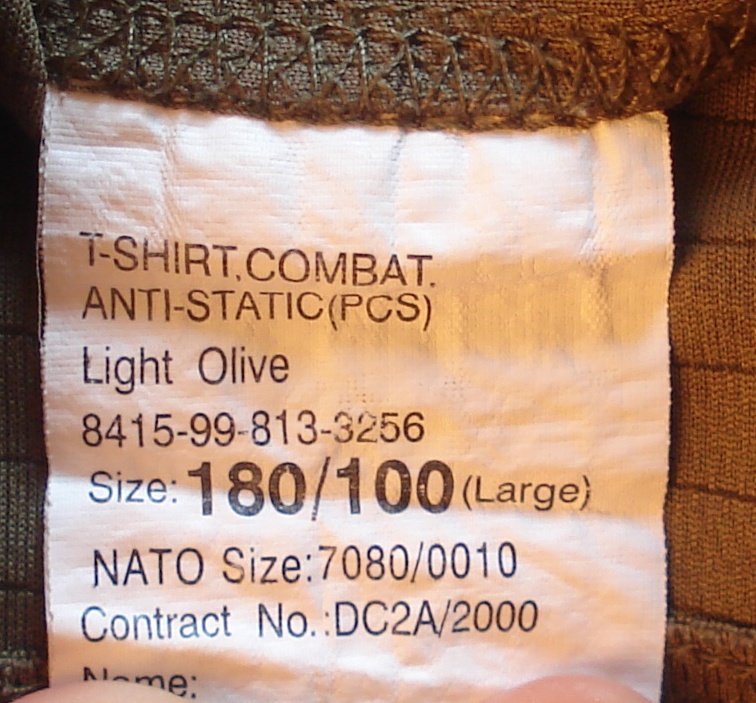 T-SHIRT,COMBAT.
ANTI-STATIC(PCS)
Light Olive
8415-99-813-3256
Size:180/100(Large)
NATO Size:7080/0010
Contract No.:DC2A/2000
Name: